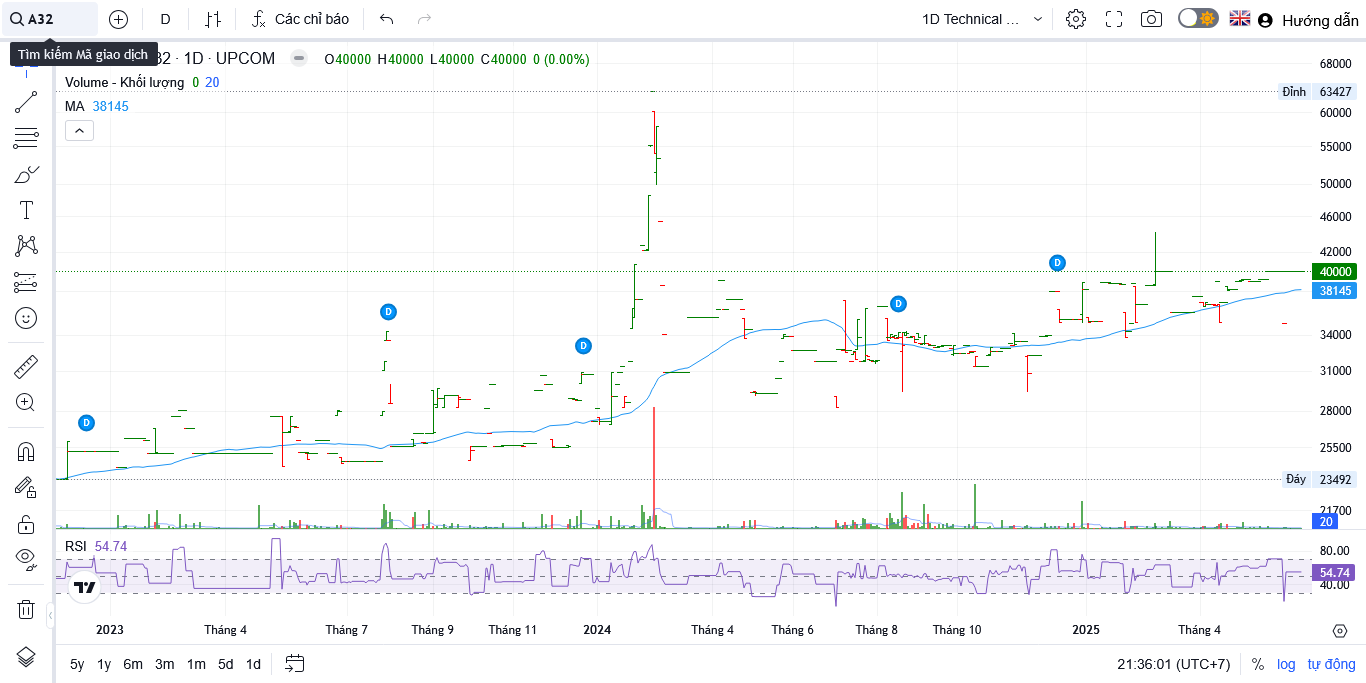 A32
D
Các chỉ báo
1D Technical ...
Hướng dẫn
Tìm kiếm Mã giao dịch
32 · 1D · UPCOM
O40000 H40000 L40000 C40000 0 (0.00%)
Volume - Khối lượng 0 20
MA 38145
68000
Đỉnh 63427
60000
55000
50000
46000
42000
40000
38145
34000
31000
28000
25500
Đáy 23492
21700
20
D
D
D
D
D
RSI 54.74
80.00
54.74
40.00
2023
Tháng 4
Tháng 7
Tháng 9
Tháng 11
2024
Tháng 4
Tháng 6
Tháng 8
Tháng 10
2025
Tháng 4
5y 1y 6m 3m 1m 5d 1d
21:36:01 (UTC+7)
% log tự động